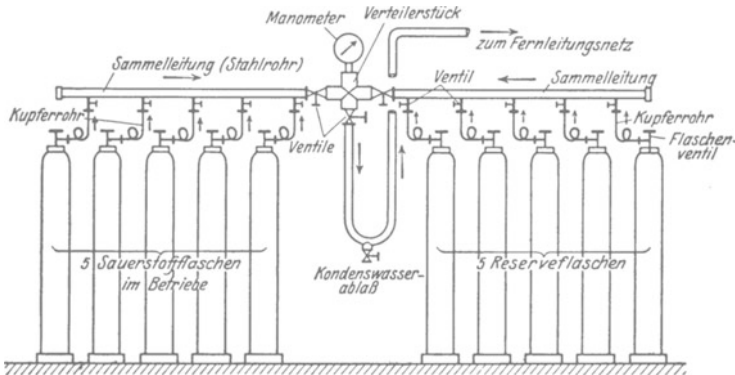 Manometer
Verteilerstück
zum Fernleitungsnetz
Sammelleitung (Stahlrohr)
Ventil
Sammelleitung
Kupferrohr
Kupferrohr
Ventile
Flaschen-
ventil
5 Sauerstoffflaschen
im Betriebe
Kondenswasser-
ablaß
5 Reserveflaschen